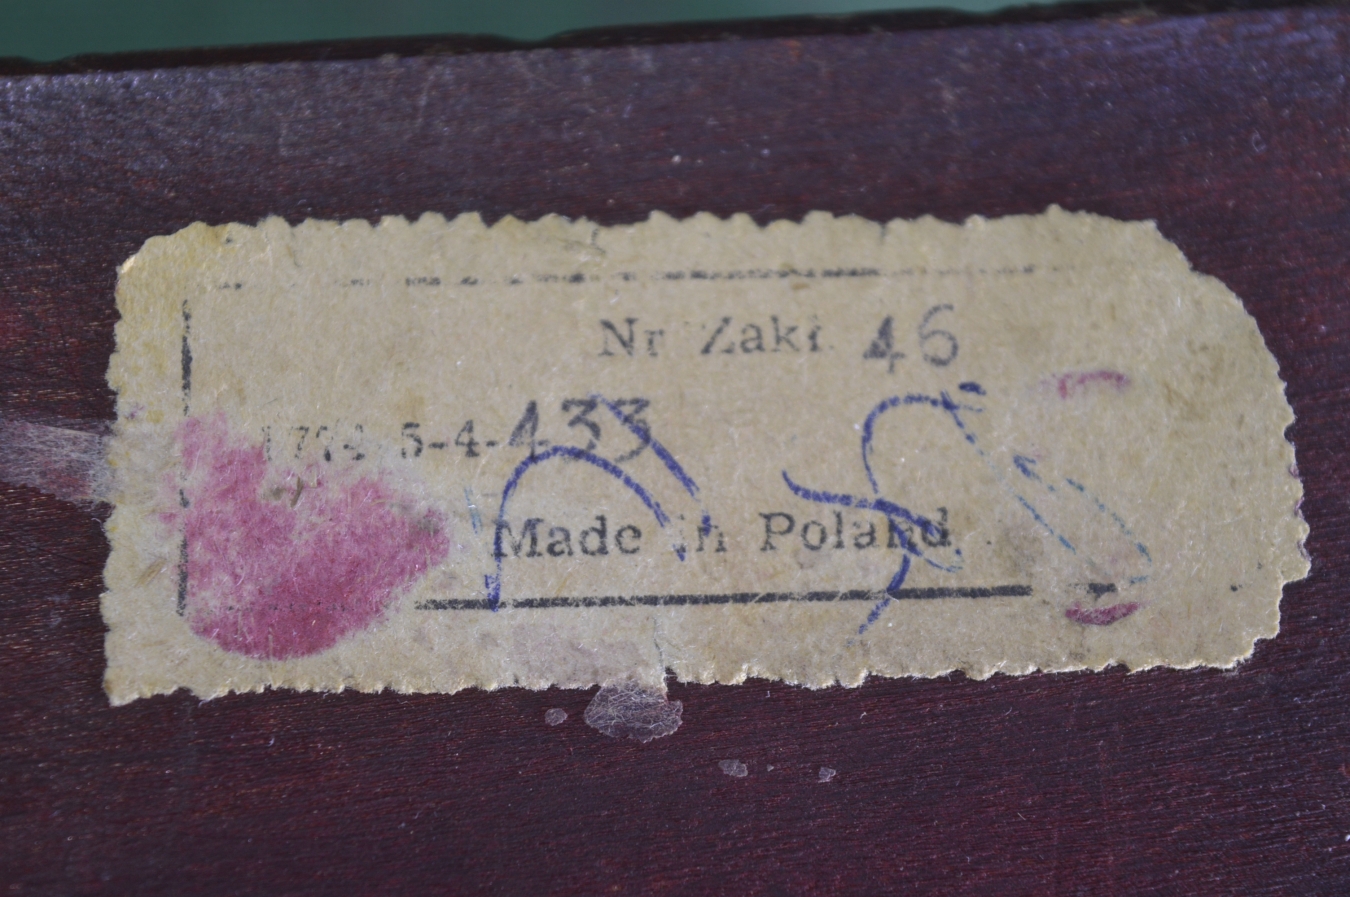 Nr Zakł. 46
5-4-433
Made in Poland